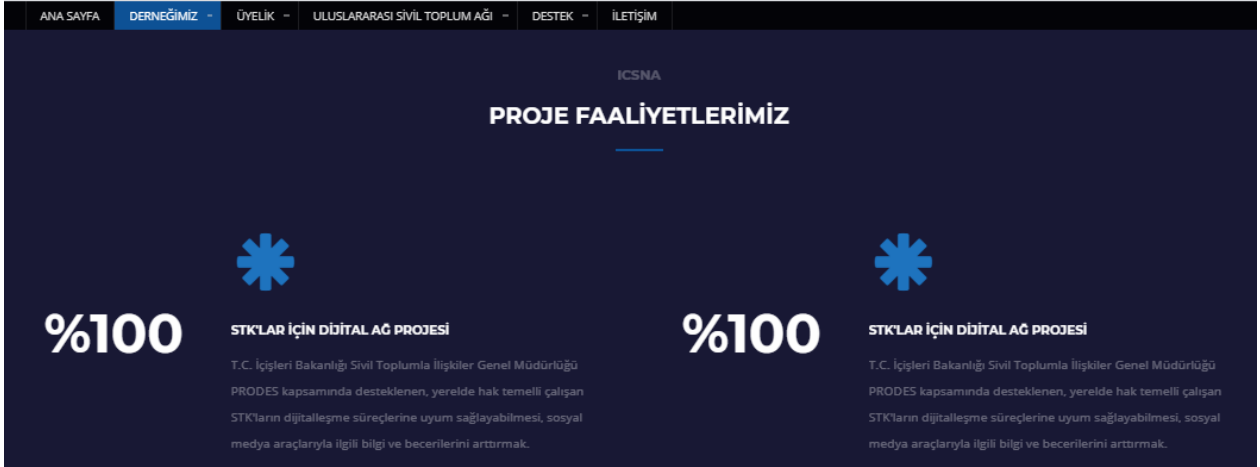 ANA SAYFA DERNEĞİMİZ ÜYELİK ULUSLARARASI SİVİL TOPLUM AĞI DESTEK İLETİŞİM
ICSNA
PROJE FAALİYETLERİMİZ
%100
STK'LAR İÇİN DİJİTAL AĞ PROJESİ
T.C. İçişleri Bakanlığı Sivil Toplumla İlişkiler Genel Müdürlüğü
PRODES kapsamında desteklenen, yerelde hak temelli çalışan
STK'ların dijitalleşme süreçlerine uyum sağlayabilmesi, sosyal
medya araçlarıyla ilgili bilgi ve becerilerini arttırmak.
%100
STK'LAR İÇİN DİJİTAL AĞ PROJESİ
T.C. İçişleri Bakanlığı Sivil Toplumla İlişkiler Genel Müdürlüğü
PRODES kapsamında desteklenen, yerelde hak temelli çalışan
STK'ların dijitalleşme süreçlerine uyum sağlayabilmesi, sosyal
medya araçlarıyla ilgili bilgi ve becerilerini arttırmak.